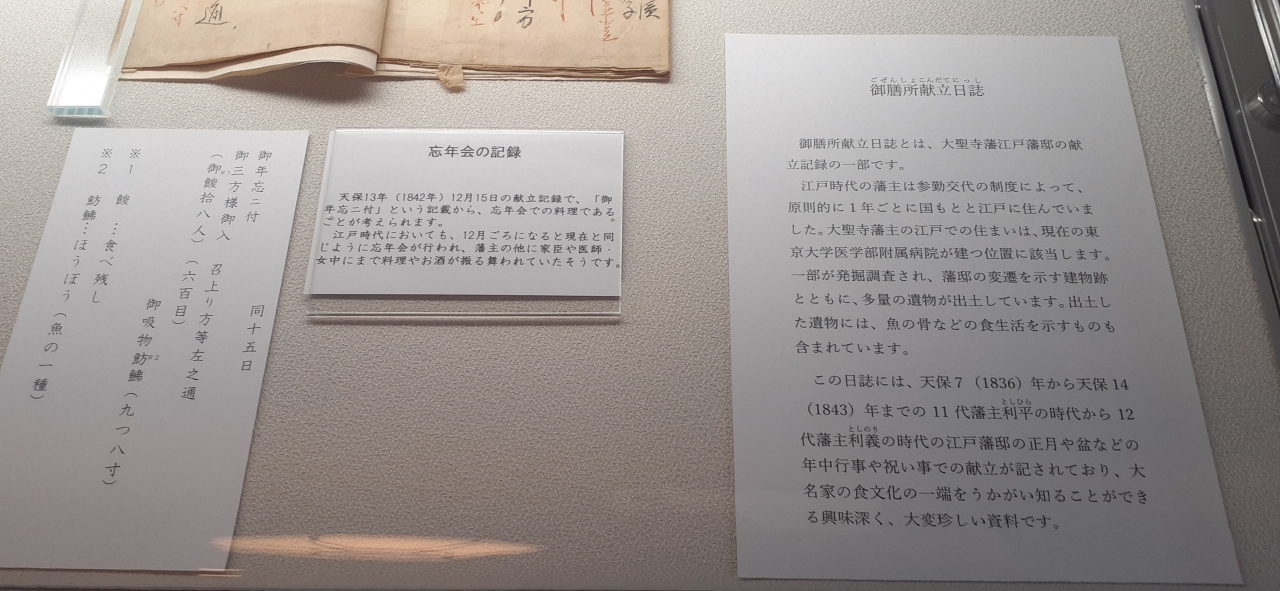 通
御年忘ニ付
同十五日
御三方様御入
召上り方等左之通
(御餕拾八人)
※1
(六百目)
御吸物魴鮄(九つ八寸)
※2
※1 餕 …食べ残し
※2 魴鮄…ほうぼう(魚の一種)
忘年会の記録
天保13年(1842年)12月15日の献立記録で、「御
年忘ニ付」という記載から、忘年会での料理である
ことが考えられます。
江戸時代においても、12月ごろになると現在と同
じように忘年会が行われ、藩主の他に家臣や医師・
女中にまで料理やお酒が振る舞われていたそうです。
ごぜんしょこんだてにっし
御膳所献立日誌
御膳所献立日誌とは、大聖寺藩江戸藩邸の献
立記録の一部です。
江戸時代の藩主は参勤交代の制度によって、
原則的に1年ごとに国もとと江戸に住んでいま
した。大聖寺藩主の江戸での住まいは、現在の東
京大学医学部附属病院が建つ位置に該当します。
一部が発掘調査され、藩邸の変遷を示す建物跡
とともに、多量の遺物が出土しています。出土し
た遺物には、魚の骨などの食生活を示すものも
含まれています。
この日誌には、天保7(1836)年から天保14
としひら
(1843)年までの11代藩主利平の時代から12
としのり
代藩主利義の時代の江戸藩邸の正月や盆などの
年中行事や祝い事での献立が記されており、大
名家の食文化の一端をうかがい知ることができ
る興味深く、大変珍しい資料です。